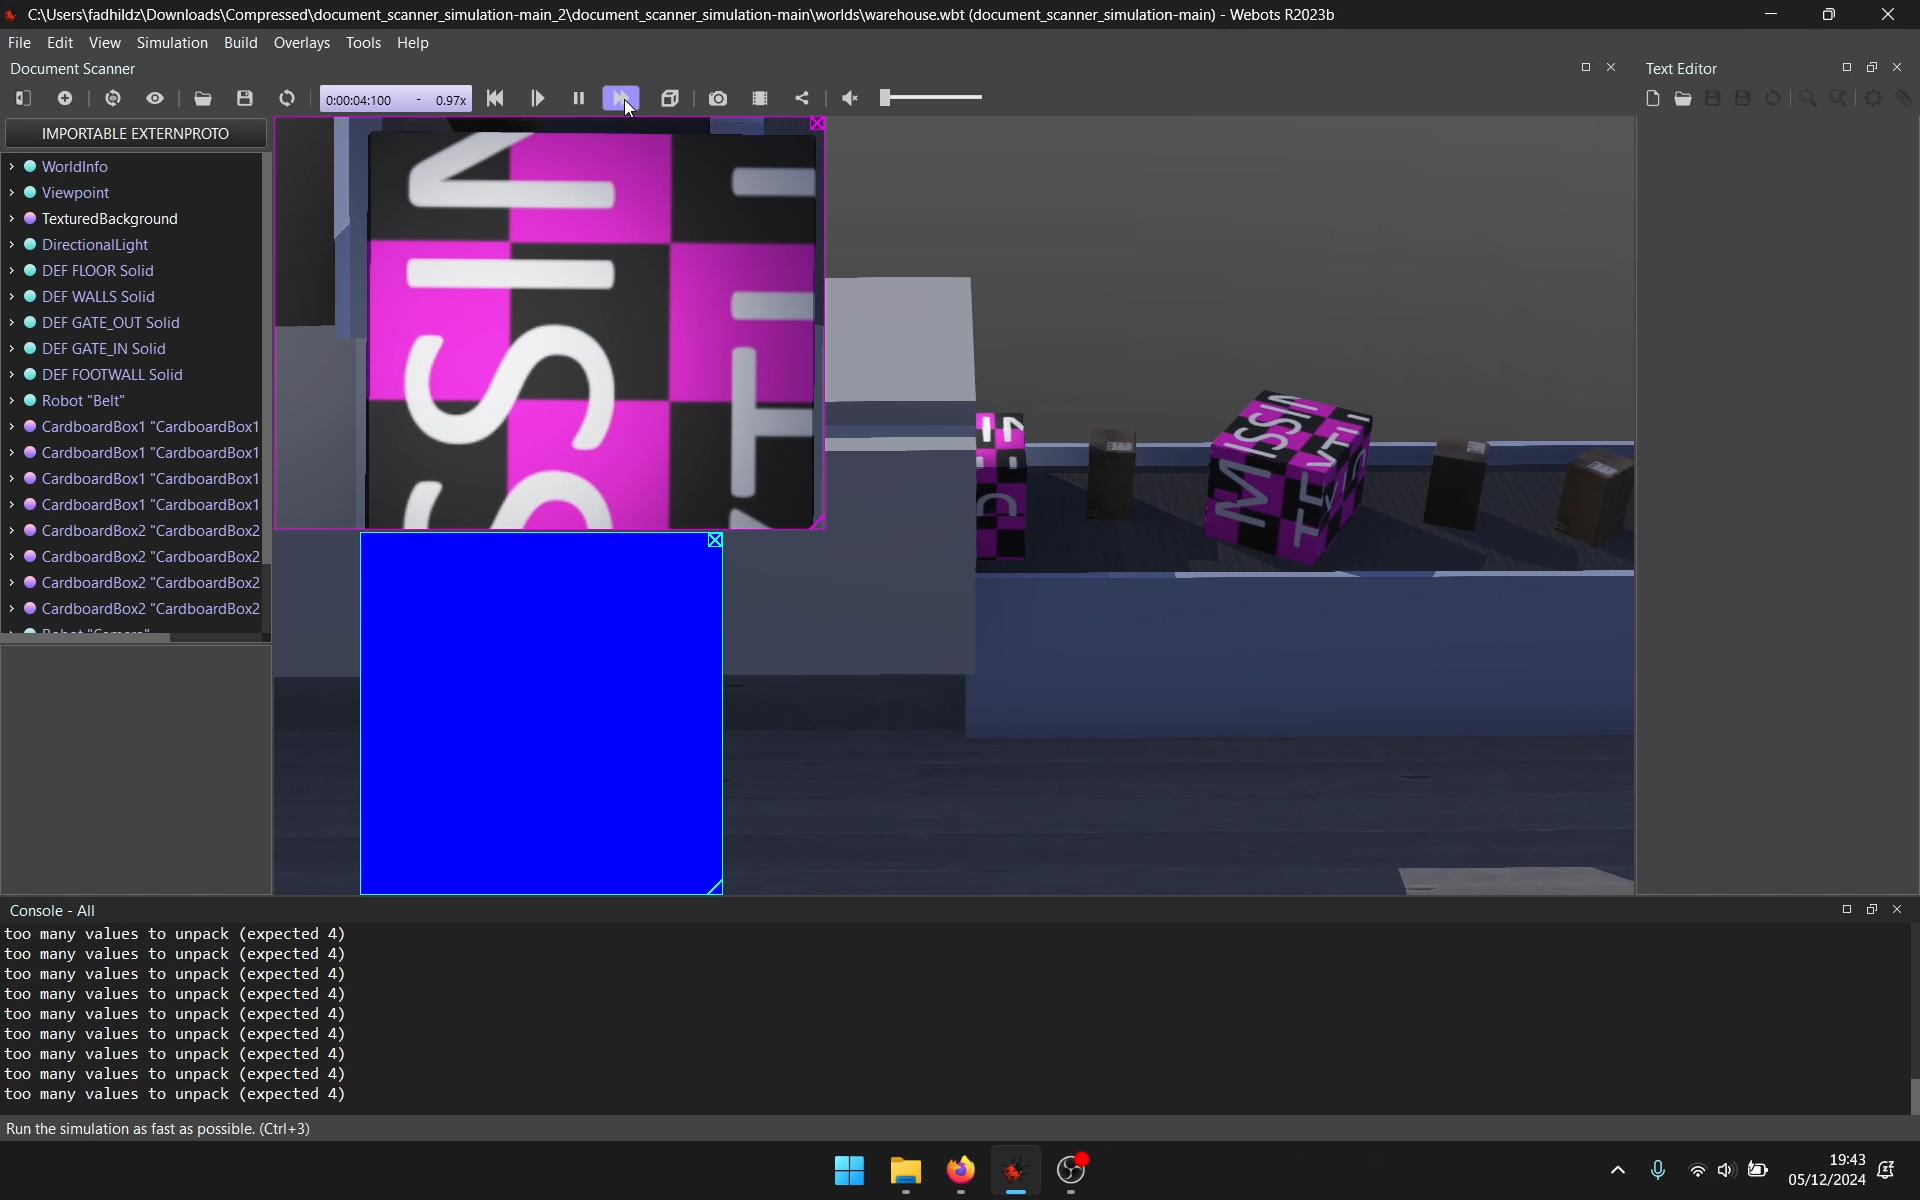 C:\Users\fadhildz\Downloads\Compressed\document_scanner_simulation-main_2\document_scanner_simulation-main\worlds\warehouse.wbt (document_scanner_simulation-main) - Webots R2023b
File Edit View Simulation Build Overlays Tools Help
Document Scanner
Text Editor
0:00:04:100 - 0.97x
IMPORTABLE EXTERNPROTO
WorldInfo
Viewpoint
TexturedBackground
DirectionalLight
DEF FLOOR Solid
DEF WALLS Solid
DEF GATE_OUT Solid
DEF GATE_IN Solid
DEF FOOTWALL Solid
Robot "Belt"
CardboardBox1 "CardboardBox1
CardboardBox1 "CardboardBox1
CardboardBox1 "CardboardBox1
CardboardBox1 "CardboardBox1
CardboardBox2 "CardboardBox2
CardboardBox2 "CardboardBox2
CardboardBox2 "CardboardBox2
CardboardBox2 "CardboardBox2
Robot "Camera"
MISSIN
Console - All
too many values to unpack (expected 4)
too many values to unpack (expected 4)
too many values to unpack (expected 4)
too many values to unpack (expected 4)
too many values to unpack (expected 4)
too many values to unpack (expected 4)
too many values to unpack (expected 4)
too many values to unpack (expected 4)
too many values to unpack (expected 4)
Run the simulation as fast as possible. (Ctrl+3)
19:43
05/12/2024